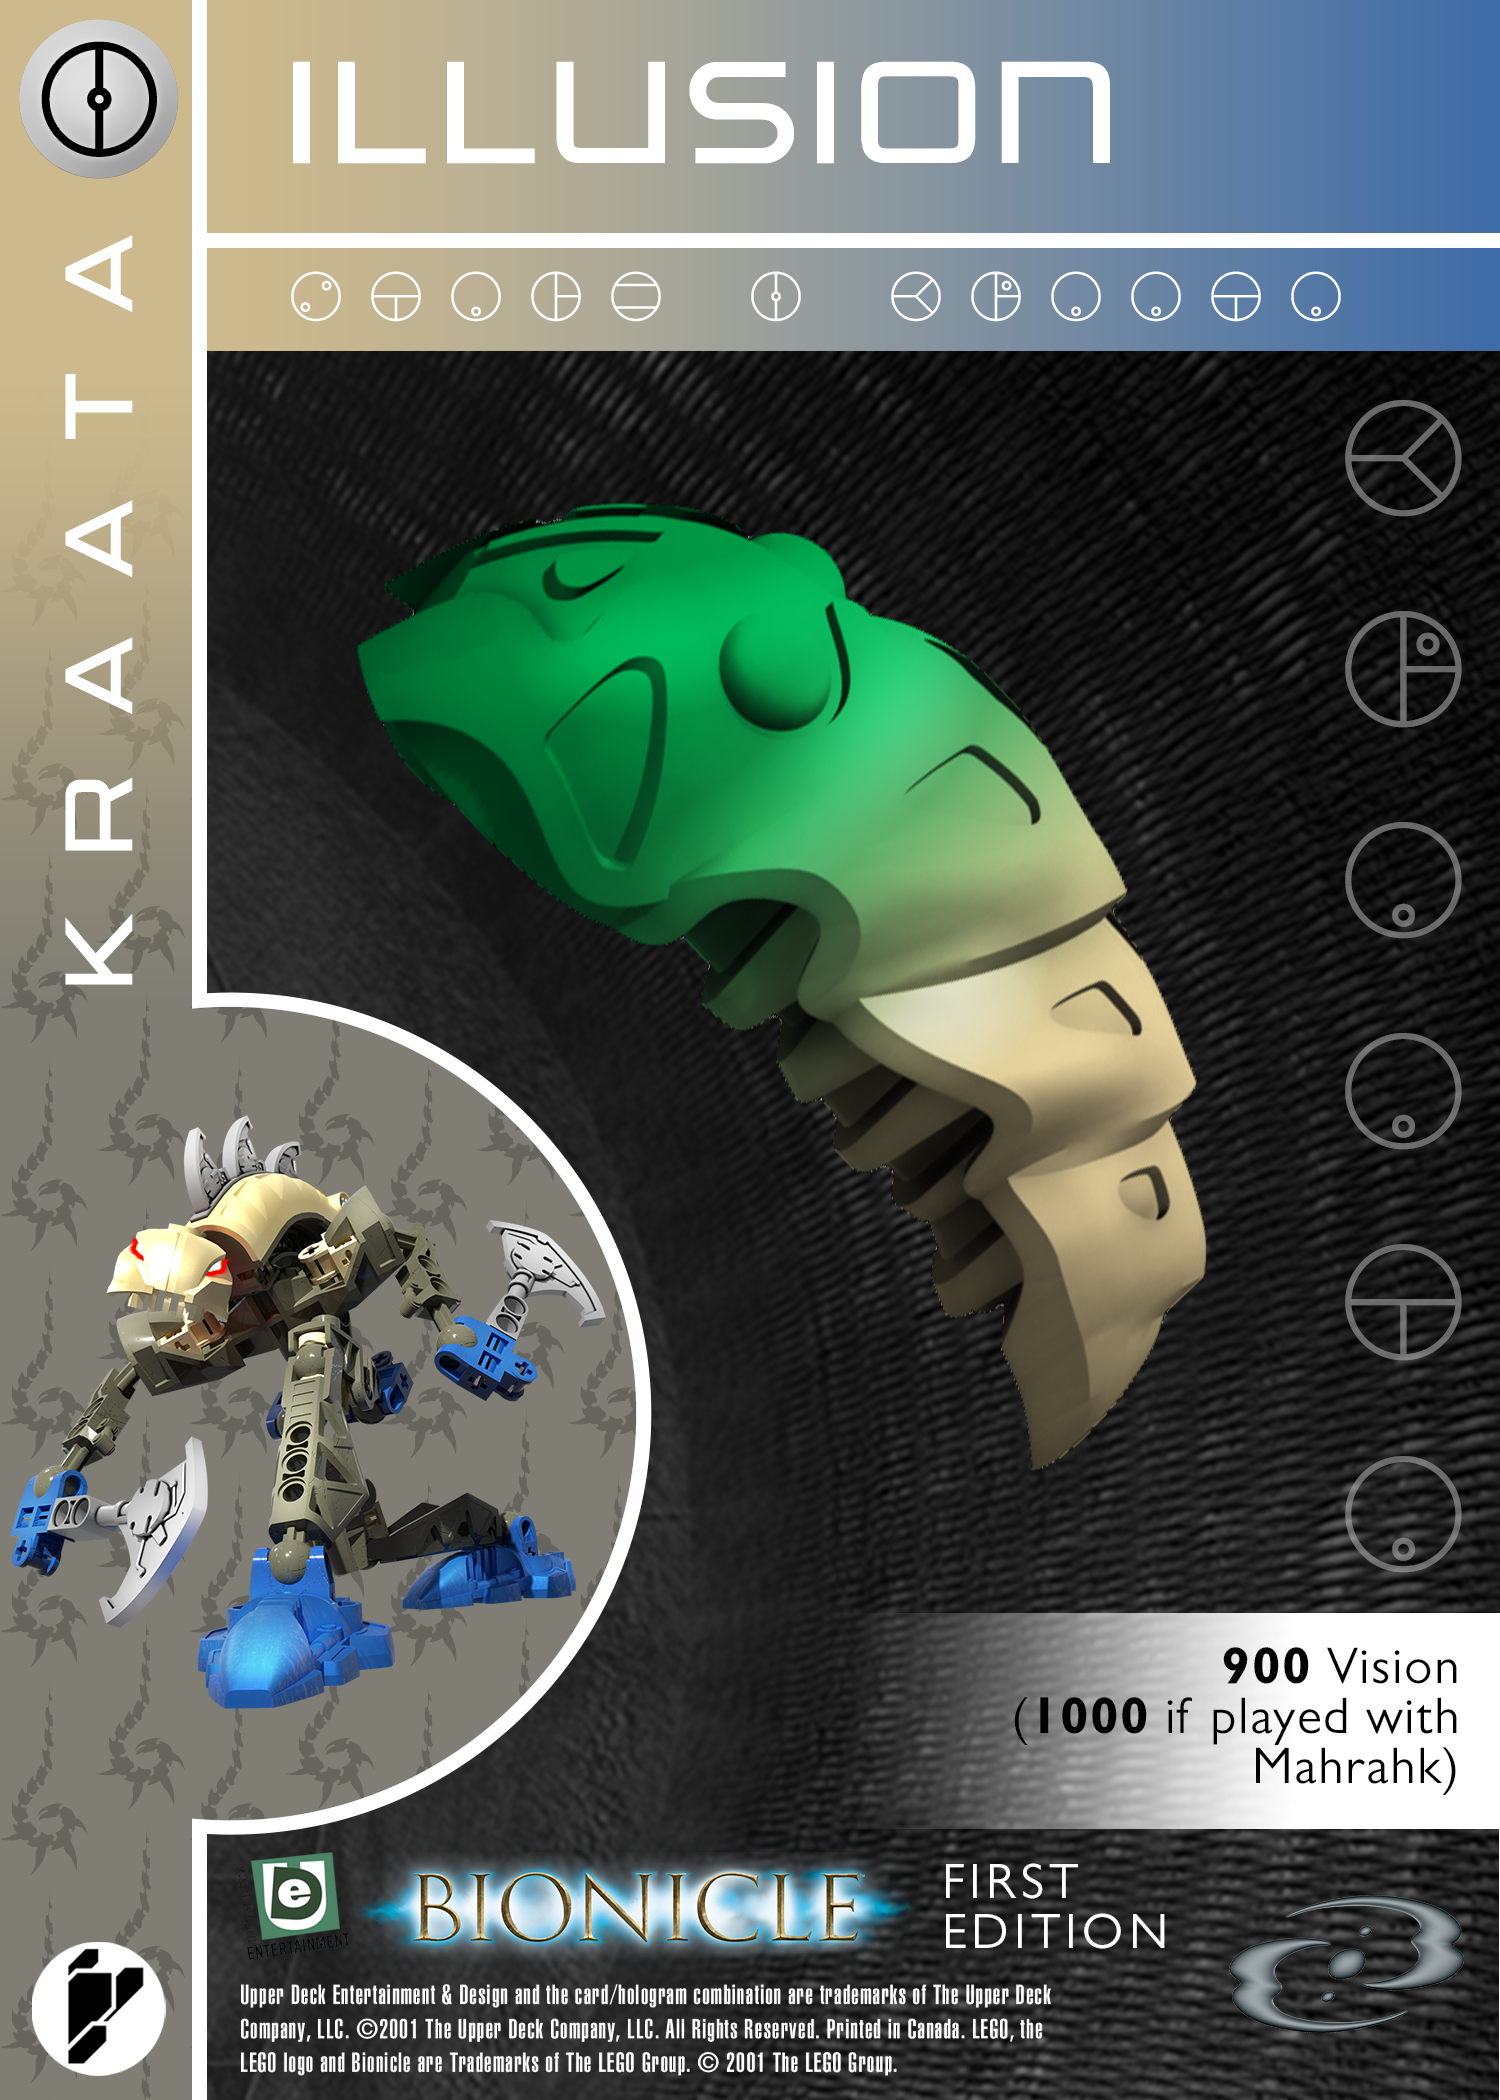 ILLUSION
KRAATA
900 Vision
(1000 if played with
Mahrahk)
e
ENTERTAINMENT
BIONICLE
FIRST
EDITION
Upper Deck Entertainment & Design and the card/hologram combination are trademarks of The Upper Deck
Company, LLC. ©2001 The Upper Deck Company, LLC. All Rights Reserved. Printed in Canada. LEGO, the
LEGO logo and Bionicle are Trademarks of The LEGO Group. © 2001 The LEGO Group.